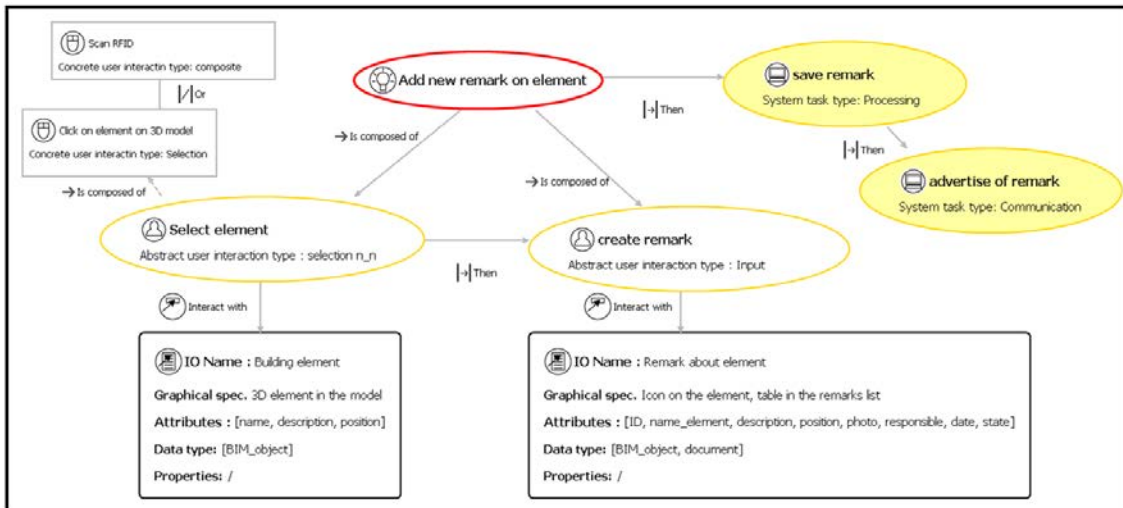 Scan RFID
Concrete user interactin type: composite
Or
Click on element on 3D model
Concrete user interactin type: Selection
Is composed of
Add new remark on element
Then
save remark
System task type: Processing
Then
advertise of remark
System task type: Communication
Is composed of
Is composed of
Select element
Abstract user interaction type : selection n_n
Then
create remark
Abstract user interaction type : Input
Interact with
Interact with
IO Name : Building element
Graphical spec. 3D element in the model
Attributes : [name, description, position]
Data type: [BIM_object]
Properties: /
IO Name : Remark about element
Graphical spec. Icon on the element, table in the remarks list
Attributes : [ID, name_element, description, position, photo, responsible, date, state]
Data type: [BIM_object, document]
Properties: /